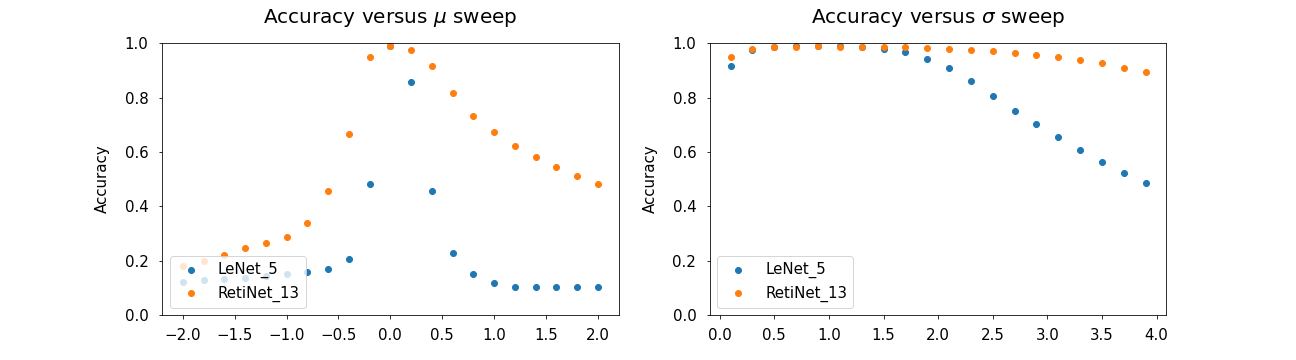 Accuracy versus μ sweep
Accuracy
1.0
0.8
0.6
0.4
0.2
0.0
LeNet_5
RetiNet_13
−2.0 −1.5 −1.0 −0.5 0.0 0.5 1.0 1.5 2.0
Accuracy versus σ sweep
Accuracy
1.0
0.8
0.6
0.4
0.2
0.0
LeNet_5
RetiNet_13
0.0 0.5 1.0 1.5 2.0 2.5 3.0 3.5 4.0